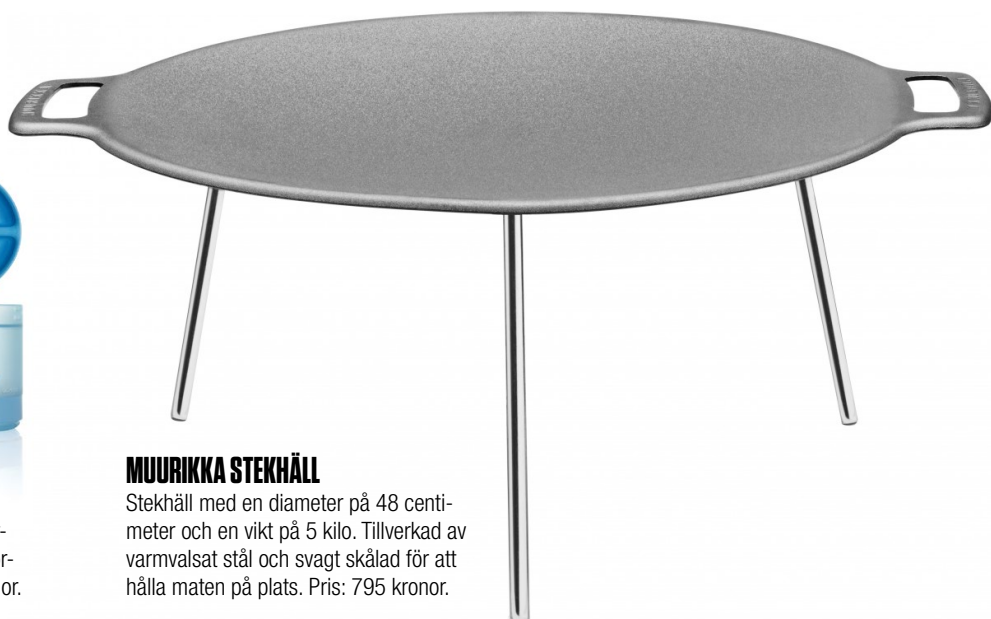 MUURIKKA STEKHÄLL
Stekhäll med en diameter på 48 centi-
meter och en vikt på 5 kilo. Tillverkad av
varmvalsat stål och svagt skålad för att
hålla maten på plats. Pris: 795 kronor.
or.